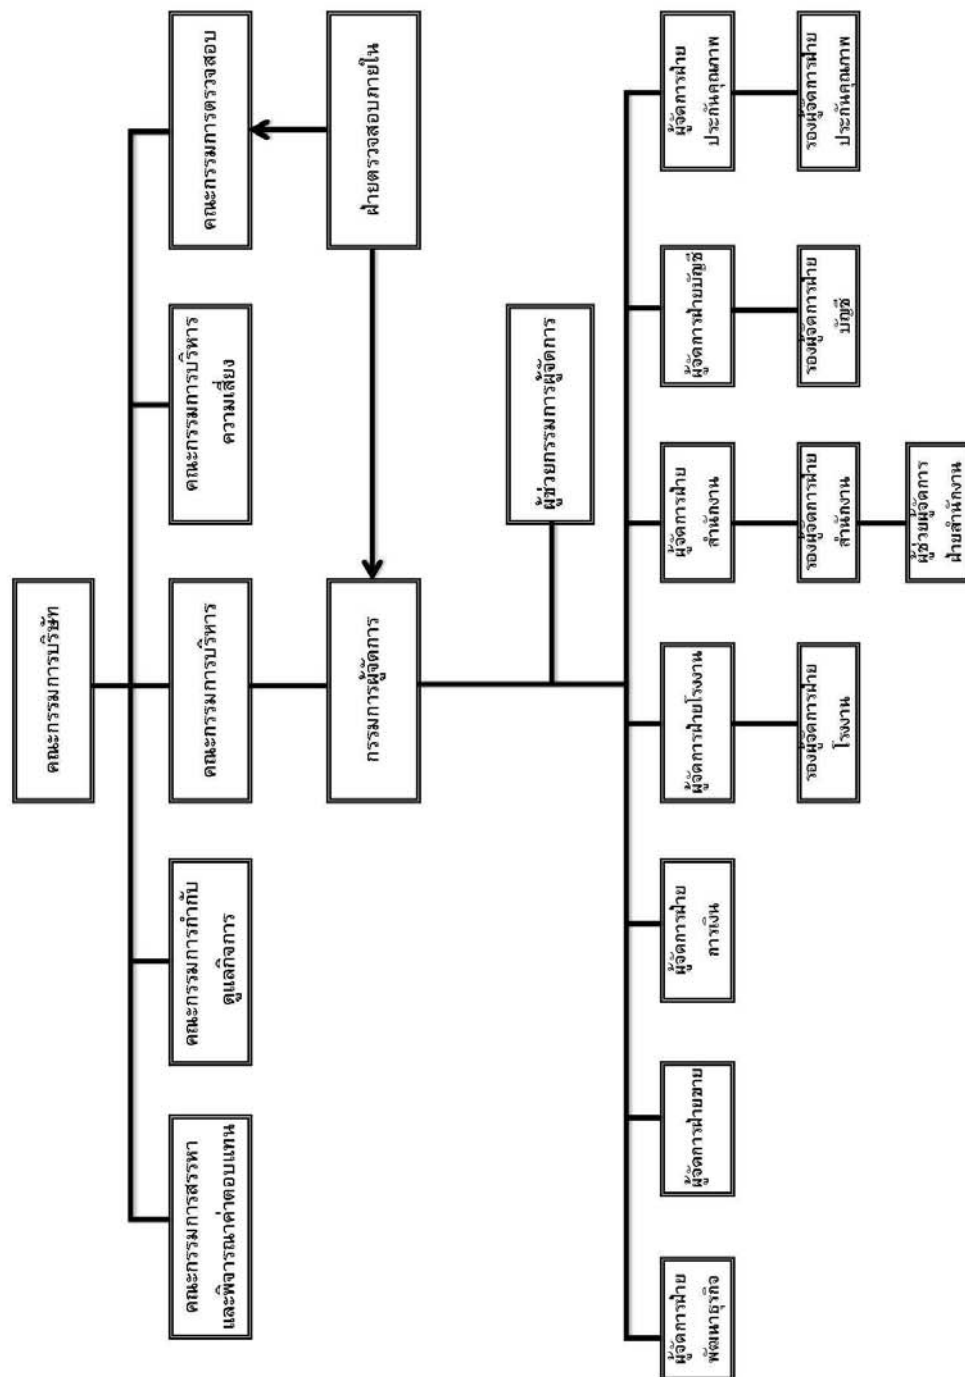 คณะกรรมการบริษัท
คณะกรรมการสรรหา
และพิจารณาค่าตอบแทน
คณะกรรมการกำกับ
ดูแลกิจการ
คณะกรรมการบริหาร
คณะกรรมการบริหาร
ความเสี่ยง
คณะกรรมการตรวจสอบ
กรรมการผู้จัดการ
ฝ่ายตรวจสอบภายใน
ผู้ช่วยกรรมการผู้จัดการ
ผู้จัดการฝ่าย
พัฒนาธุรกิจ
ผู้จัดการฝ่ายขาย
ผู้จัดการฝ่าย
การเงิน
ผู้จัดการฝ่ายโรงงาน
ผู้จัดการฝ่าย
สำนักงาน
ผู้จัดการฝ่ายบัญชี
ผู้จัดการฝ่าย
ประกันคุณภาพ
รองผู้จัดการฝ่าย
โรงงาน
รองผู้จัดการฝ่าย
สำนักงาน
รองผู้จัดการฝ่าย
บัญชี
รองผู้จัดการฝ่าย
ประกันคุณภาพ
ผู้ช่วยผู้จัดการ
ฝ่ายสำนักงาน